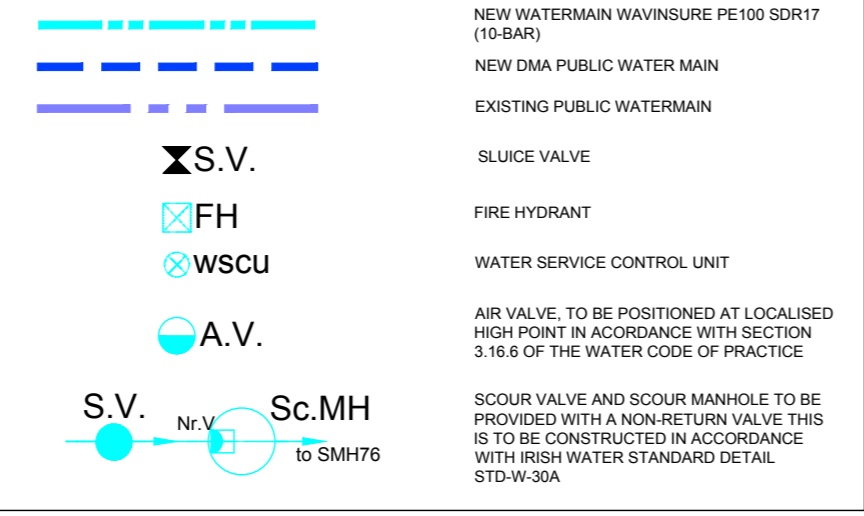 NEW WATERMAIN WAVINSURE PE100 SDR17
(10-BAR)
NEW DMA PUBLIC WATER MAIN
EXISTING PUBLIC WATERMAIN
S.V.
SLUICE VALVE
FH
FIRE HYDRANT
wscu
WATER SERVICE CONTROL UNIT
A.V.
AIR VALVE, TO BE POSITIONED AT LOCALISED
HIGH POINT IN ACORDANCE WITH SECTION
3.16.6 OF THE WATER CODE OF PRACTICE
S.V.
Nr.V
Sc.MH
to SMH76
SCOUR VALVE AND SCOUR MANHOLE TO BE
PROVIDED WITH A NON-RETURN VALVE THIS
IS TO BE CONSTRUCTED IN ACCORDANCE
WITH IRISH WATER STANDARD DETAIL
STD-W-30A